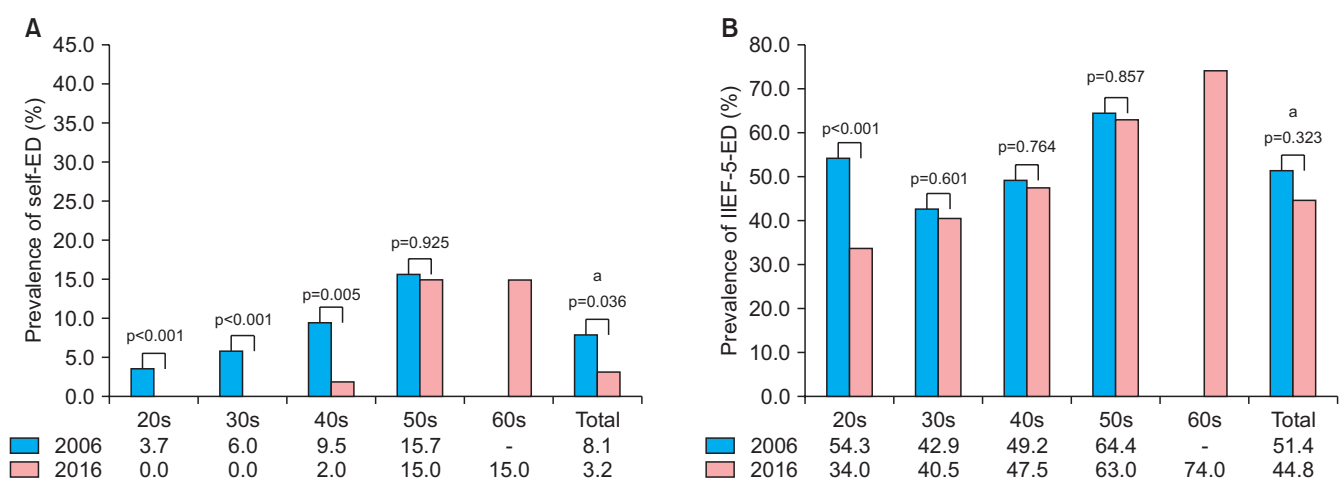 A
Prevalence of self-ED (%)
45.0
40.0
35.0
30.0
25.0
20.0
15.0
10.0
5.0
0.0
p<0.001
p<0.001
p=0.005
p=0.925
a
p=0.036
20s 30s 40s 50s 60s Total
2006 3.7 6.0 9.5 15.7 - 8.1
2016 0.0 0.0 2.0 15.0 15.0 3.2
B
Prevalence of IIEF-5-ED (%)
80.0
70.0
60.0
50.0
40.0
30.0
20.0
10.0
0.0
p<0.001
p=0.601
p=0.764
p=0.857
a
p=0.323
20s 30s 40s 50s 60s Total
2006 54.3 42.9 49.2 64.4 - 51.4
2016 34.0 40.5 47.5 63.0 74.0 44.8